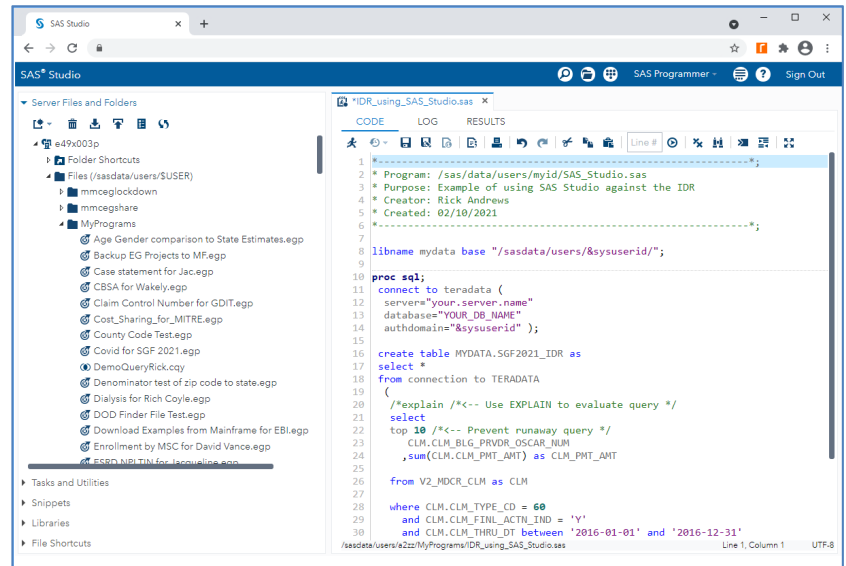 SAS Studio
SAS® Studio
SAS Programmer
Sign Out
Server Files and Folders
e49x003p
Folder Shortcuts
Files (/sasdata/users/$USER)
mmceglockdown
mmcegshare
MyPrograms
Age Gender comparison to State Estimates.egp
Backup EG Projects to MF.egp
Case statement for Jac.egp
CBSA for Wakely.egp
Claim Control Number for GDIT.egp
Cost_Sharing_for_MITRE.egp
County Code Test.egp
Covid for SGF 2021.egp
DemoQueryRick.cqy
Denominator test of zip code to state.egp
Dialysis for Rich Coyle.egp
DOD Finder File Test.egp
Download Examples from Mainframe for EBI.egp
Enrollment by MSC for David Vance.egp
ESRD NPI TIN for Jacqueline.egp
Tasks and Utilities
Snippets
Libraries
File Shortcuts
*IDR_using_SAS_Studio.sas
CODE LOG RESULTS
Line #
1 *---------------------------------------------------------*;
2 * Program: /sas/data/users/myid/SAS_Studio.sas
3 * Purpose: Example of using SAS Studio against the IDR
4 * Creator: Rick Andrews
5 * Created: 02/10/2021
6 *---------------------------------------------------------*;
7
8 libname mydata base "/sasdata/users/&sysuserid/";
9
10 proc sql;
11 connect to teradata (
12 server="your.server.name"
13 database="YOUR_DB_NAME"
14 authdomain="&sysuserid" );
15
16 create table MYDATA.SGF2021_IDR as
17 select *
18 from connection to TERADATA
19 (
20 /*explain /*<-- Use EXPLAIN to evaluate query */
21 select
22 top 10 /*<-- Prevent runaway query */
23 CLM.CLM_BLG_PRVDR_OSCAR_NUM
24 ,sum(CLM.CLM_PMT_AMT) as CLM_PMT_AMT
25
26 from V2_MDCR_CLM as CLM
27
28 where CLM.CLM_TYPE_CD = 60
29 and CLM.CLM_FINL_ACTN_IND = 'Y'
30 and CLM.CLM_THRU_DT between '2016-01-01' and '2016-12-31'
/sasdata/users/a2zz/MyPrograms/IDR_using_SAS_Studio.sas
Line 1, Column 1 UTF-8